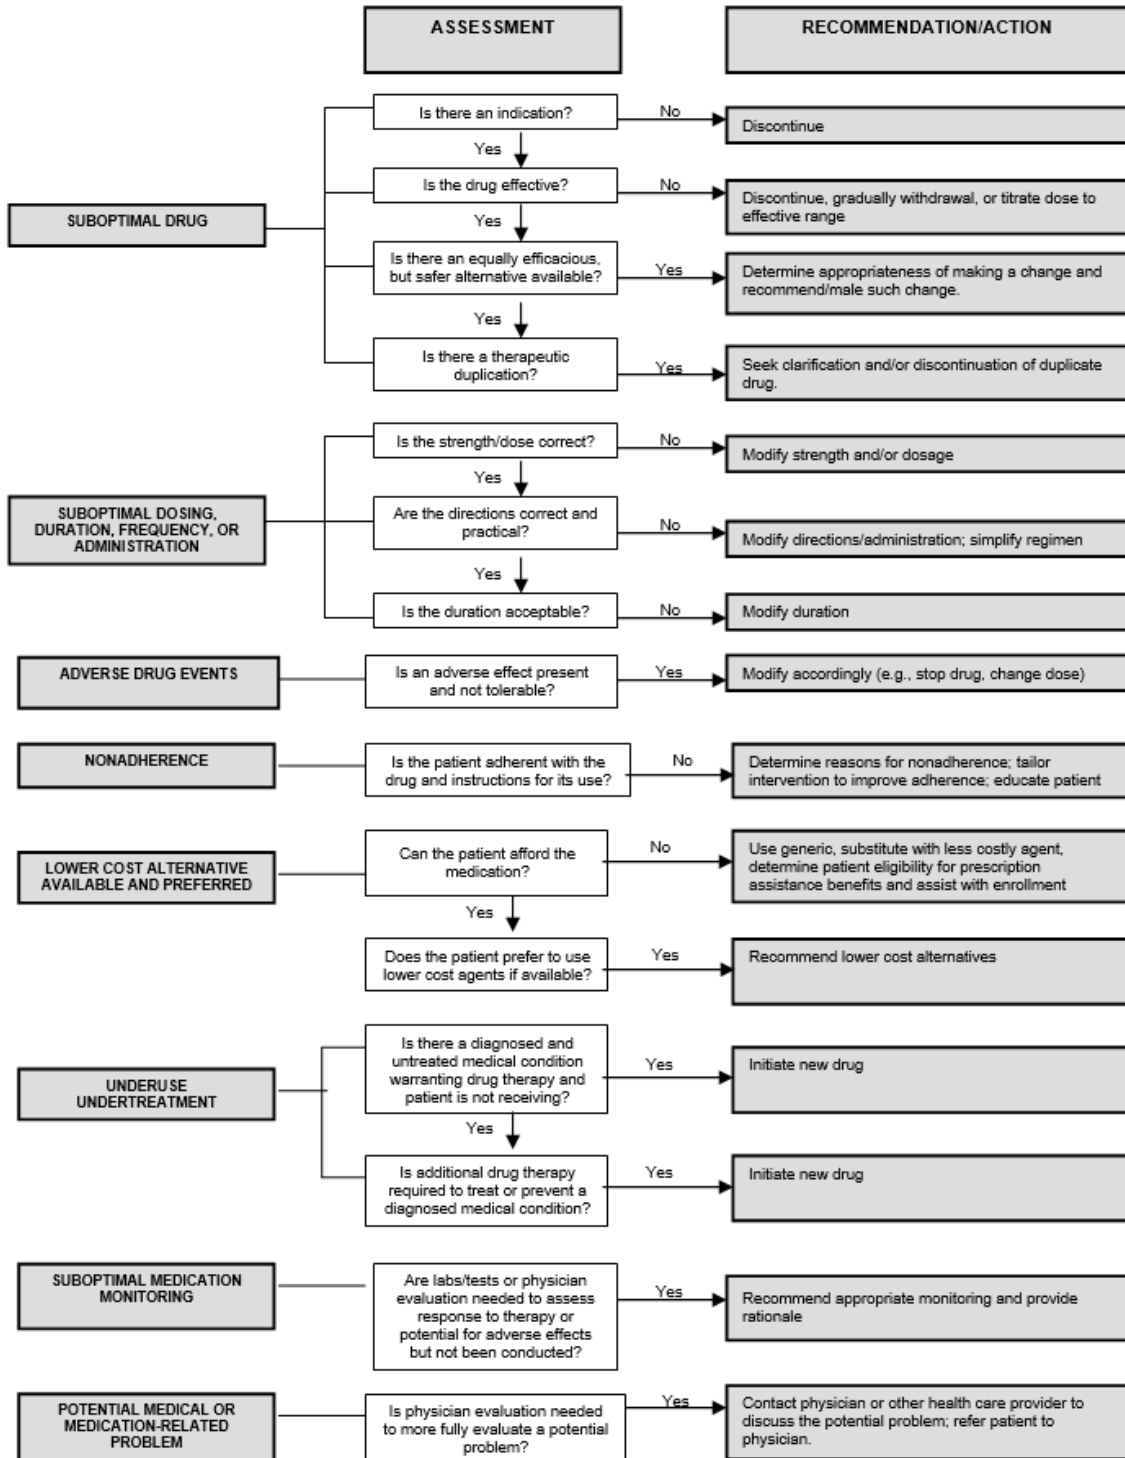 ASSESSMENT
RECOMMENDATION/ACTION
SUBOPTIMAL DRUG
Is there an indication?
No
Discontinue
Yes
Is the drug effective?
No
Discontinue, gradually withdrawal, or titrate dose to
effective range
Yes
Is there an equally efficacious,
but safer alternative available?
Yes
Determine appropriateness of making a change and
recommend/male such change.
Yes
Is there a therapeutic
duplication?
Yes
Seek clarification and/or discontinuation of duplicate
drug.
SUBOPTIMAL DOSING,
DURATION, FREQUENCY, OR
ADMINISTRATION
Is the strength/dose correct?
No
Modify strength and/or dosage
Yes
Are the directions correct and
practical?
No
Modify directions/administration; simplify regimen
Yes
Is the duration acceptable?
No
Modify duration
ADVERSE DRUG EVENTS
Is an adverse effect present
and not tolerable?
Yes
Modify accordingly (e.g., stop drug, change dose)
NONADHERENCE
Is the patient adherent with the
drug and instructions for its use?
No
Determine reasons for nonadherence; tailor
intervention to improve adherence; educate patient
LOWER COST ALTERNATIVE
AVAILABLE AND PREFERRED
Can the patient afford the
medication?
No
Use generic, substitute with less costly agent,
determine patient eligibility for prescription
assistance benefits and assist with enrollment
Yes
Does the patient prefer to use
lower cost agents if available?
Yes
Recommend lower cost alternatives
UNDERUSE
UNDERTREATMENT
Is there a diagnosed and
untreated medical condition
warranting drug therapy and
patient is not receiving?
Yes
Initiate new drug
Yes
Is additional drug therapy
required to treat or prevent a
diagnosed medical condition?
Yes
Initiate new drug
SUBOPTIMAL MEDICATION
MONITORING
Are labs/tests or physician
evaluation needed to assess
response to therapy or
potential for adverse effects
but not been conducted?
Yes
Recommend appropriate monitoring and provide
rationale
POTENTIAL MEDICAL OR
MEDICATION-RELATED
PROBLEM
Is physician evaluation needed
to more fully evaluate a potential
problem?
Yes
Contact physician or other health care provider to
discuss the potential problem; refer patient to
physician.